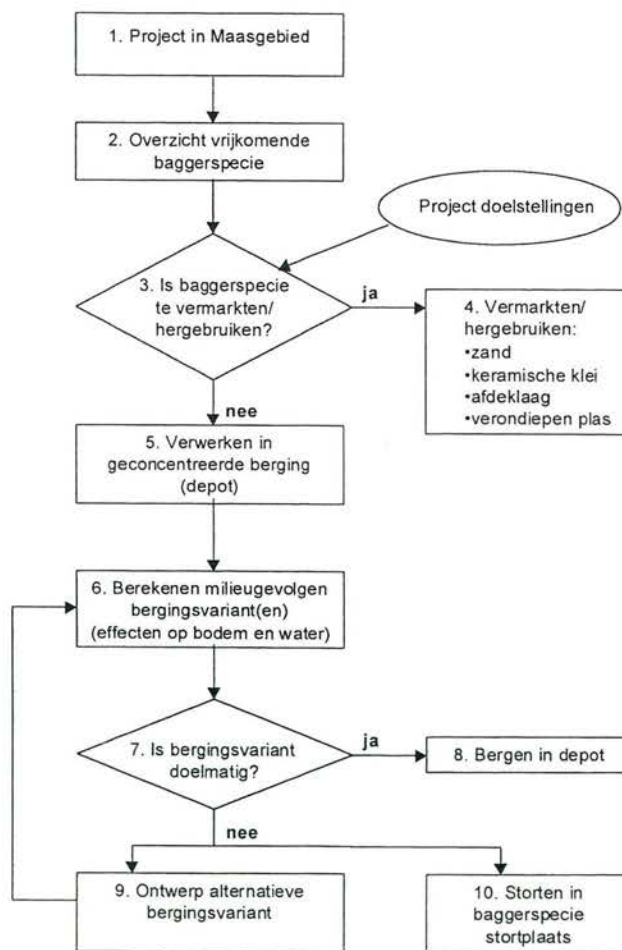 1. Project in Maasgebied
2. Overzicht vrijkomende
baggerspecie
Project doelstellingen
3. Is baggerspecie
te vermarkten/
hergebruiken?
ja
4. Vermarkten/
hergebruiken:
•zand
•keramische klei
•afdeklaag
•verondiepen plas
nee
5. Verwerken in
geconcentreerde berging
(depot)
6. Berekenen milieugevolgen
bergingsvariant(en)
(effecten op bodem en water)
7. Is bergingsvariant
doelmatig?
ja
8. Bergen in depot
nee
9. Ontwerp alternatieve
bergingsvariant
10. Storten in
baggerspecie
stortplaats